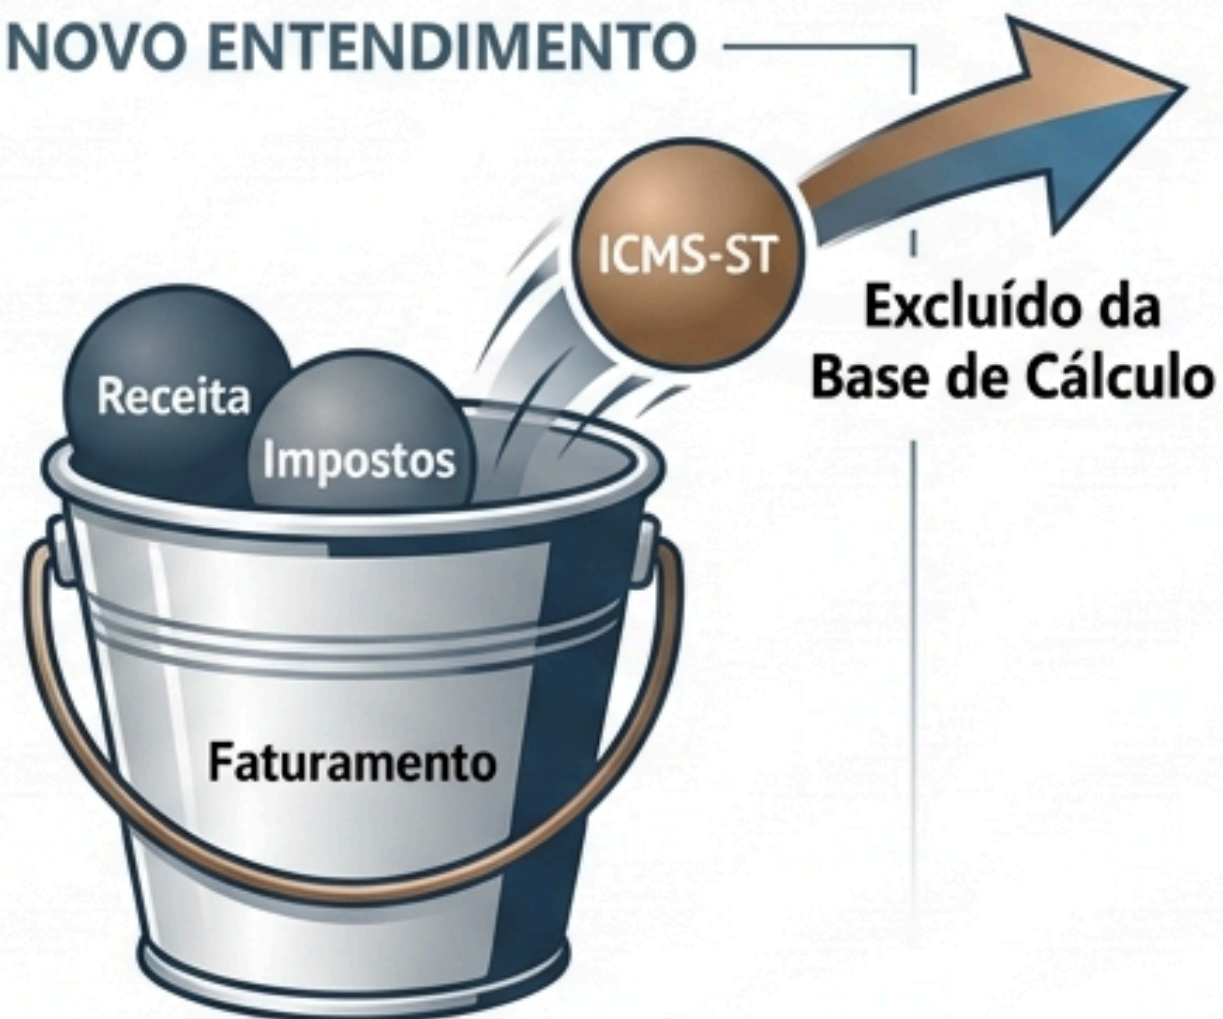 NOVO ENTENDIMENTO
ICMS-ST
Excluído da
Base de Cálculo
Receita
Impostos
Faturamento